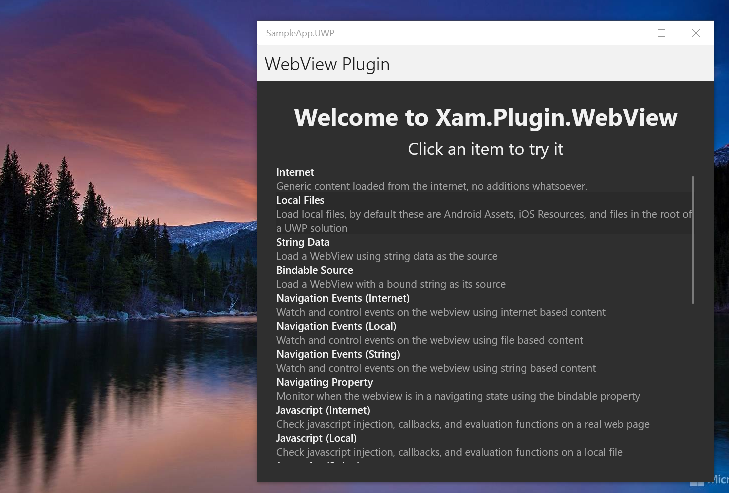 SampleApp.UWP
WebView Plugin
Welcome to Xam.Plugin.WebView
Click an item to try it
Internet
Generic content loaded from the internet, no additions whatsoever.
Local Files
Load local files, by default these are Android Assets, iOS Resources, and files in the root of
a UWP solution
String Data
Load a WebView using string data as the source
Bindable Source
Load a WebView with a bound string as its source
Navigation Events (Internet)
Watch and control events on the webview using internet based content
Navigation Events (Local)
Watch and control events on the webview using file based content
Navigation Events (String)
Watch and control events on the webview using string based content
Navigating Property
Monitor when the webview is in a navigating state using the bindable property
Javascript (Internet)
Check javascript injection, callbacks, and evaluation functions on a real web page
Javascript (Local)
Check javascript injection, callbacks, and evaluation functions on a local file